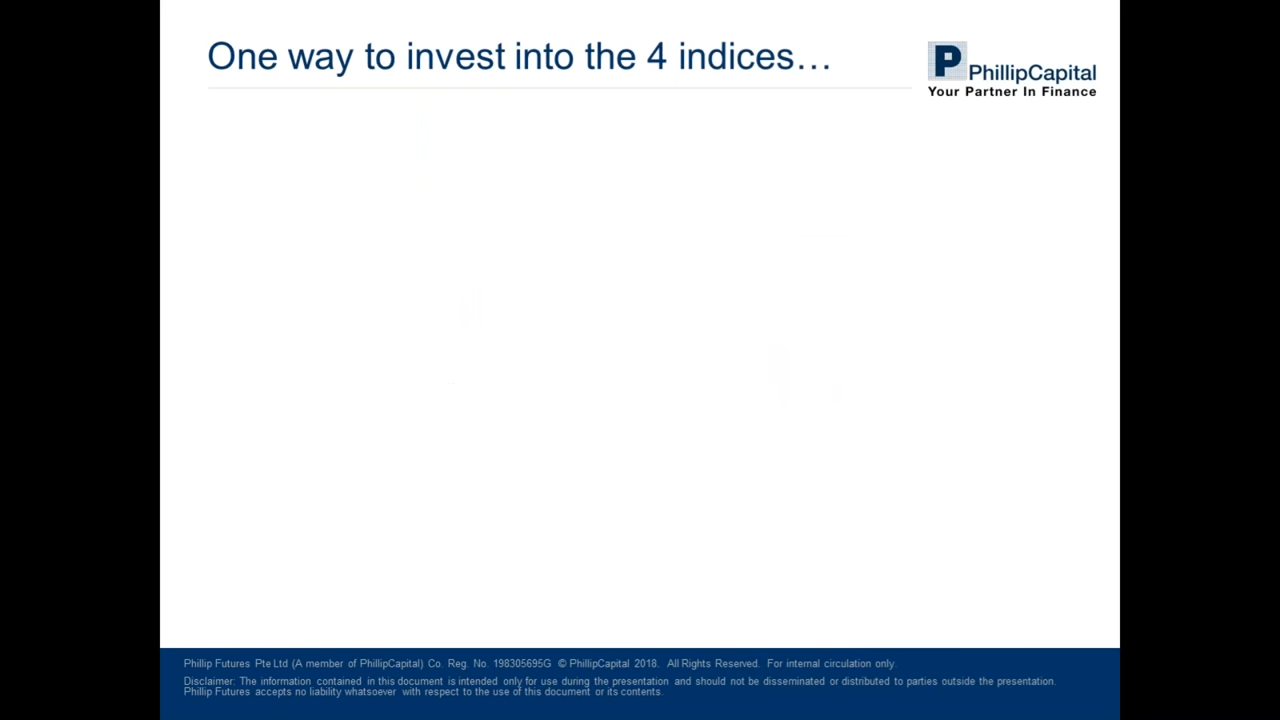 One way to invest into the 4 indices…
P PhillipCapital
Your Partner In Finance
Phillip Futures Pte Ltd (A member of PhillipCapital) Co. Reg. No. 198305695G © PhillipCapital 2018. All Rights Reserved. For internal circulation only.
Disclaimer: The information contained in this document is intended only for use during the presentation and should not be disseminated or distributed to parties outside the presentation.
Phillip Futures accepts no liability whatsoever with respect to the use of this document or its contents.